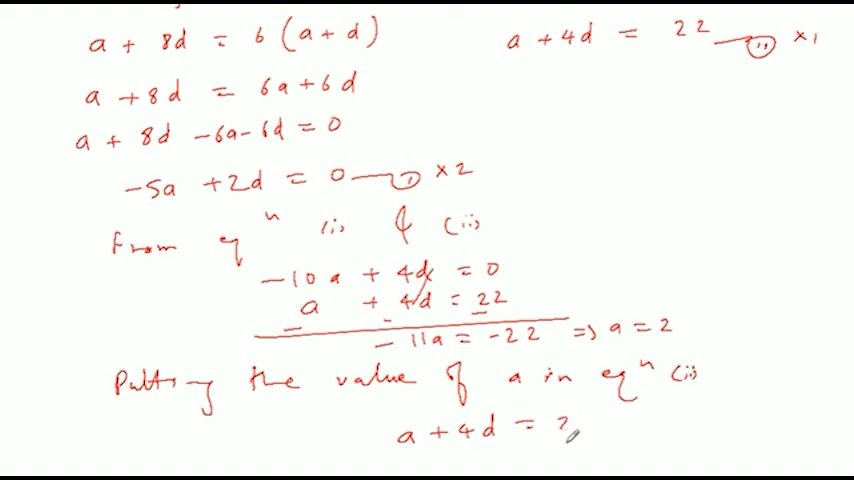 a + 8d = 6 (a + d)
a + 4d = 22 (ii) ×1
a + 8d = 6a + 6d
a + 8d - 6a - 6d = 0
-5a + 2d = 0 (i) ×2
From eqⁿ (i) & (ii)
-10a + 4d = 0
a + 4d = 22
- - -
-11a = -22 => a = 2
Putting the value of a in eqⁿ (ii)
a + 4d = 2